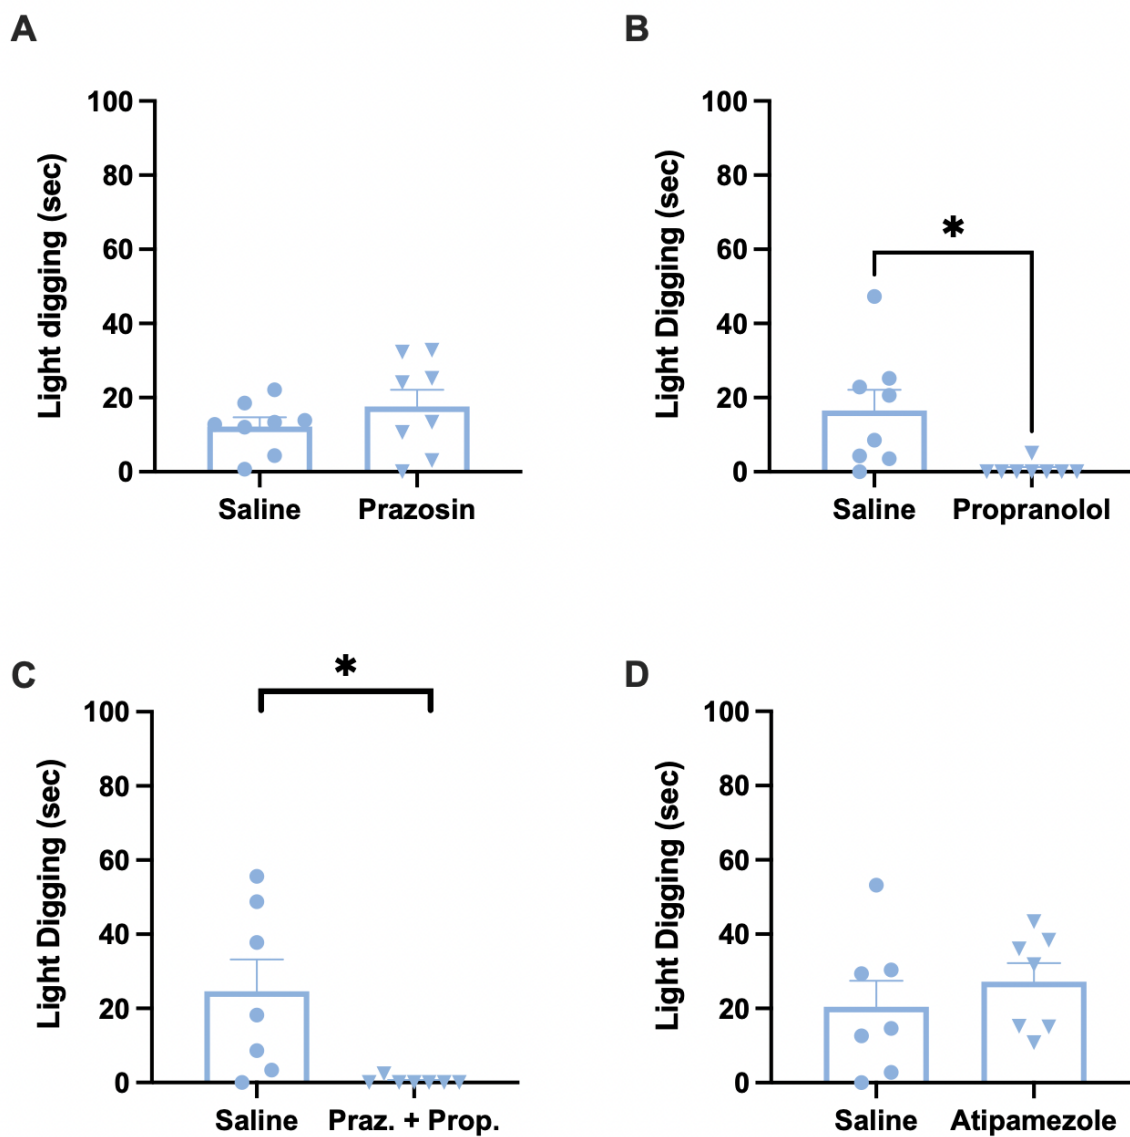 A
Light digging (sec)
100
80
60
40
20
0
Saline Prazosin
B
Light Digging (sec)
100
80
60
40
20
0
*
Saline Propranolol
C
Light Digging (sec)
*
100
80
60
40
20
0
Saline Praz. + Prop.
D
Light Digging (sec)
100
80
60
40
20
0
Saline Atipamezole